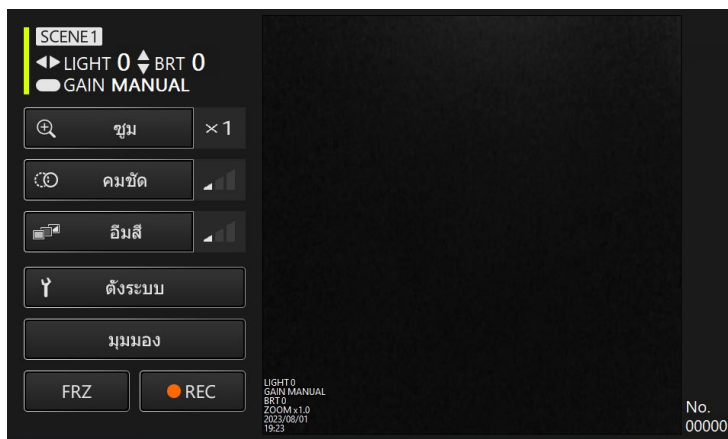 SCENE1
LIGHT 0 BRT 0
GAIN MANUAL
ซูม ×1
คมชัด
อีมสี
ตังระบบ
มุมมอง
FRZ REC
LIGHT 0
GAIN MANUAL
BRT 0
ZOOM x1.0
2023/08/01
19:23
No.
00000